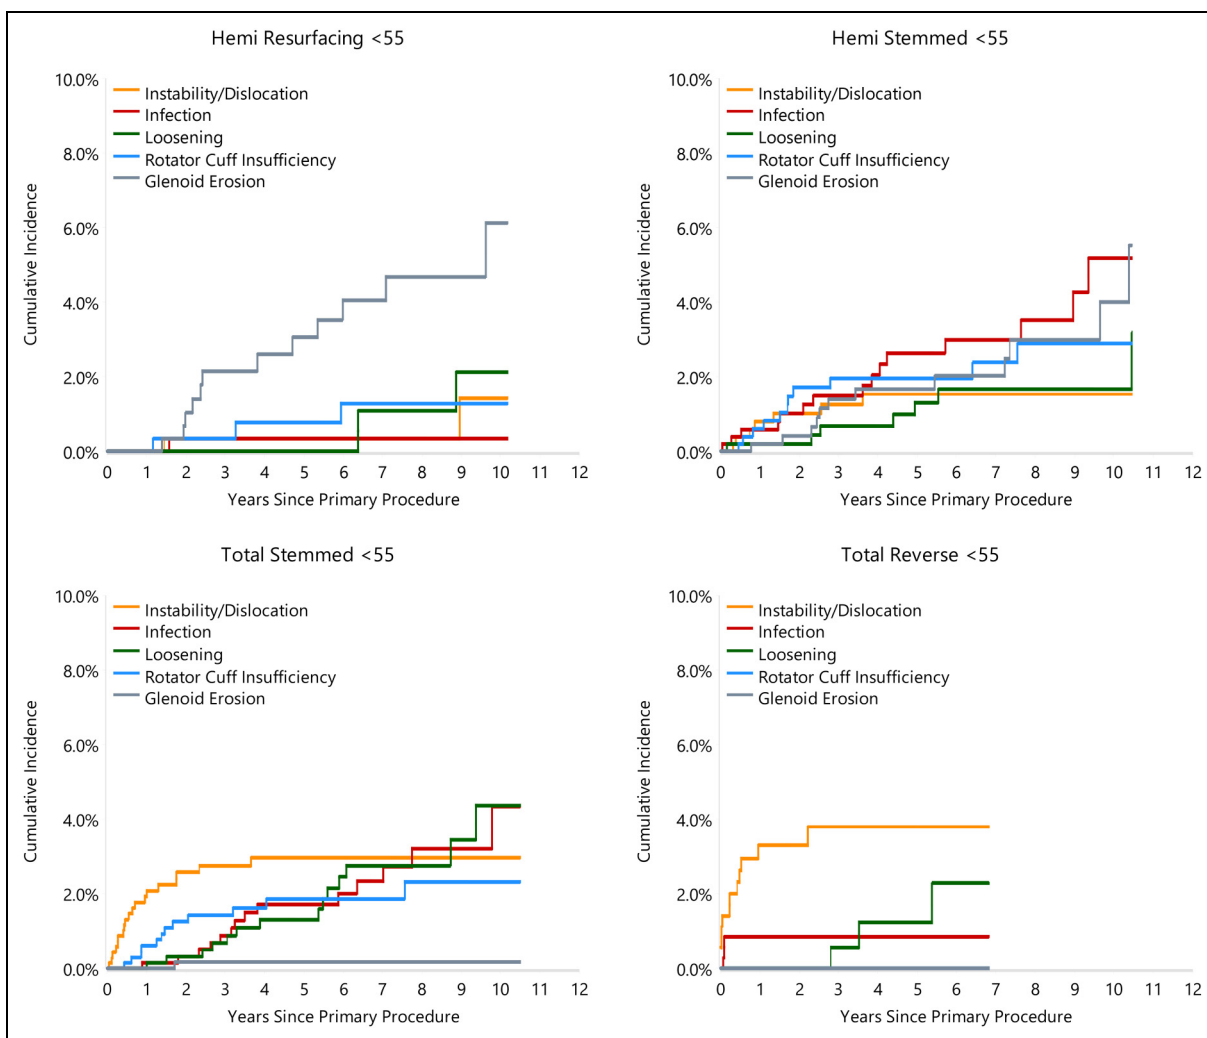 Hemi Resurfacing <55
10.0%
8.0%
6.0%
4.0%
2.0%
0.0%
Cumulative Incidence
Instability/Dislocation
Infection
Loosening
Rotator Cuff Insufficiency
Glenoid Erosion
0 1 2 3 4 5 6 7 8 9 10 11 12
Years Since Primary Procedure
Hemi Stemmed <55
10.0%
8.0%
6.0%
4.0%
2.0%
0.0%
Cumulative Incidence
Instability/Dislocation
Infection
Loosening
Rotator Cuff Insufficiency
Glenoid Erosion
0 1 2 3 4 5 6 7 8 9 10 11 12
Years Since Primary Procedure
Total Stemmed <55
10.0%
8.0%
6.0%
4.0%
2.0%
0.0%
Cumulative Incidence
Instability/Dislocation
Infection
Loosening
Rotator Cuff Insufficiency
Glenoid Erosion
0 1 2 3 4 5 6 7 8 9 10 11 12
Years Since Primary Procedure
Total Reverse <55
10.0%
8.0%
6.0%
4.0%
2.0%
0.0%
Cumulative Incidence
Instability/Dislocation
Infection
Loosening
Rotator Cuff Insufficiency
Glenoid Erosion
0 1 2 3 4 5 6 7 8 9 10 11 12
Years Since Primary Procedure